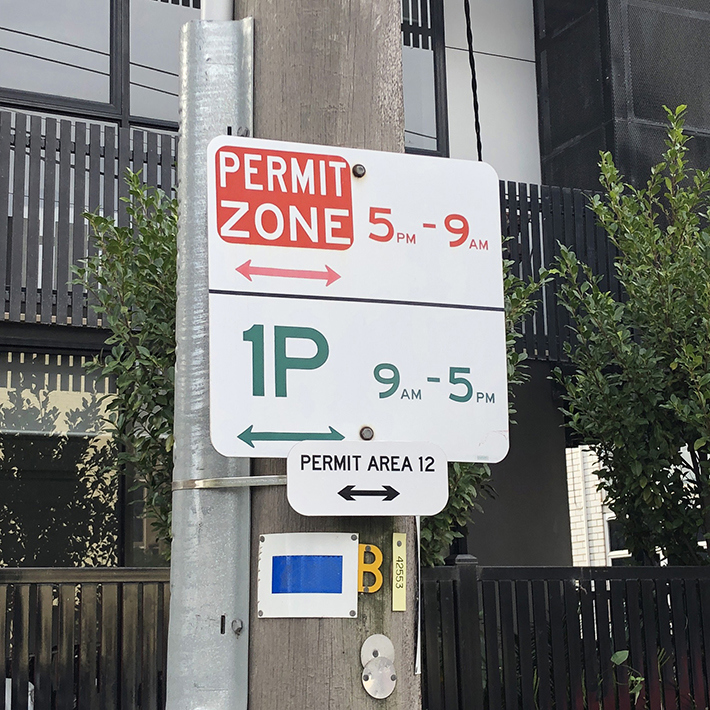 PERMIT
ZONE
5PM - 9AM
1P
9AM - 5PM
PERMIT AREA 12
B
42553